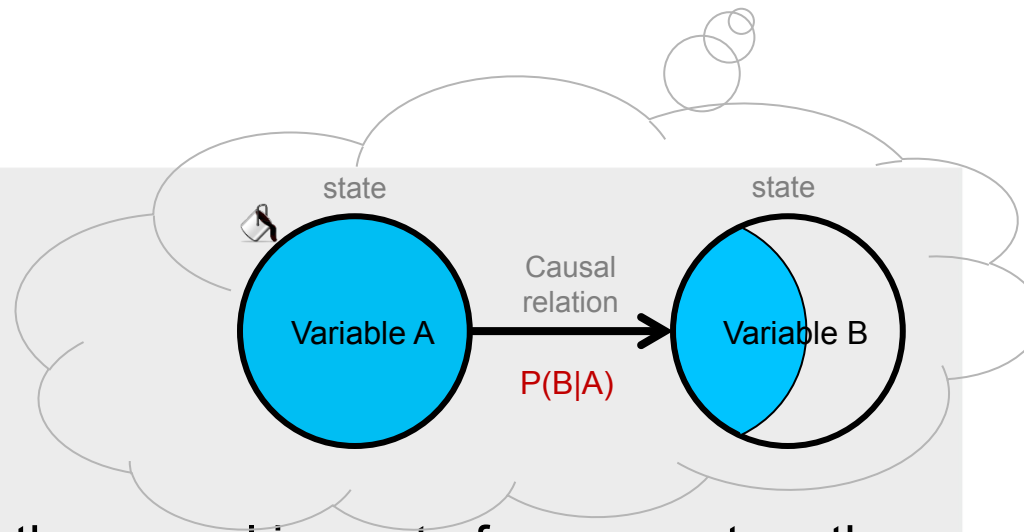 state
state
Causal
relation
Variable A
Variable B
P(B|A)